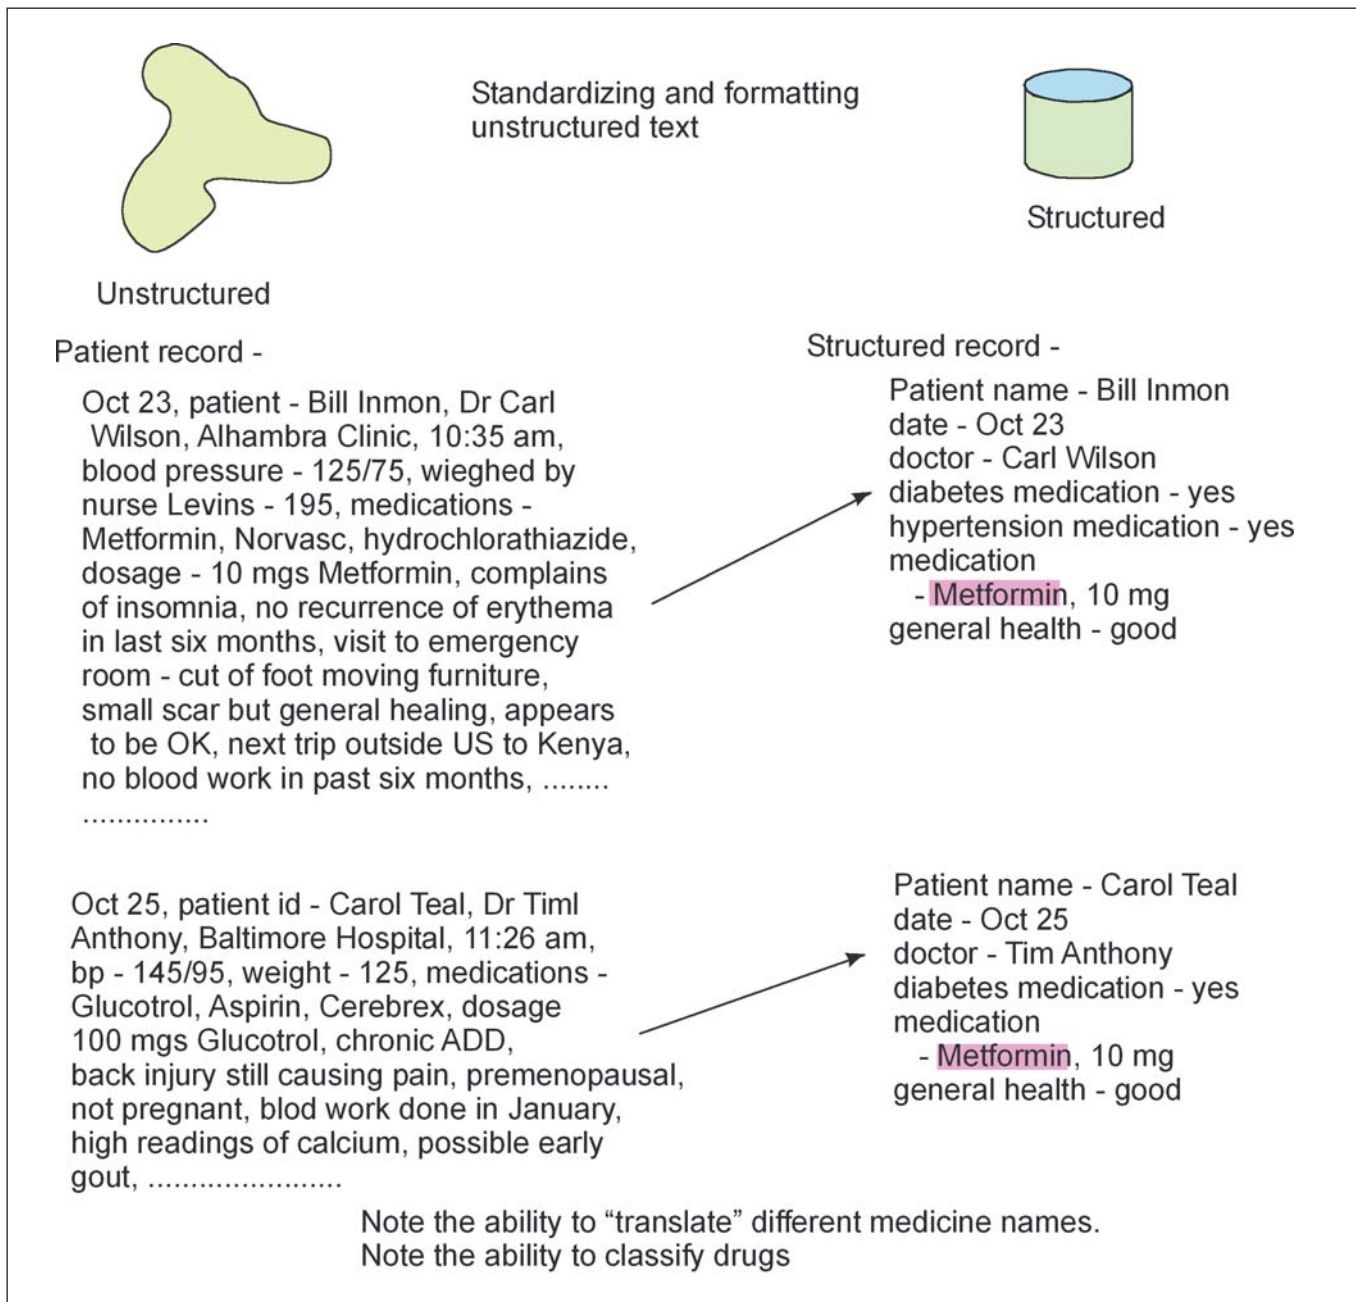 Standardizing and formatting
unstructured text
Structured
Unstructured
Patient record -
Oct 23, patient - Bill Inmon, Dr Carl
Wilson, Alhambra Clinic, 10:35 am,
blood pressure - 125/75, wieghed by
nurse Levins - 195, medications -
Metformin, Norvasc, hydrochlorathiazide,
dosage - 10 mgs Metformin, complains
of insomnia, no recurrence of erythema
in last six months, visit to emergency
room - cut of foot moving furniture,
small scar but general healing, appears
to be OK, next trip outside US to Kenya,
no blood work in past six months, ........
...............
Structured record -
Patient name - Bill Inmon
date - Oct 23
doctor - Carl Wilson
diabetes medication - yes
hypertension medication - yes
medication
- Metformin, 10 mg
general health - good
Oct 25, patient id - Carol Teal, Dr Timl
Anthony, Baltimore Hospital, 11:26 am,
bp - 145/95, weight - 125, medications -
Glucotrol, Aspirin, Cerebrex, dosage
100 mgs Glucotrol, chronic ADD,
back injury still causing pain, premenopausal,
not pregnant, blod work done in January,
high readings of calcium, possible early
gout, .......................
Patient name - Carol Teal
date - Oct 25
doctor - Tim Anthony
diabetes medication - yes
medication
- Metformin, 10 mg
general health - good
Note the ability to “translate” different medicine names.
Note the ability to classify drugs